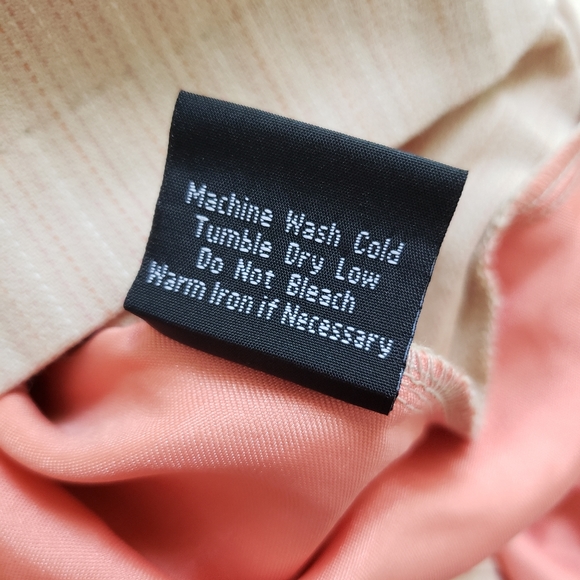 Machine Wash Cold
Tumble Dry Low
Do Not Bleach
Warm Iron if Necessary